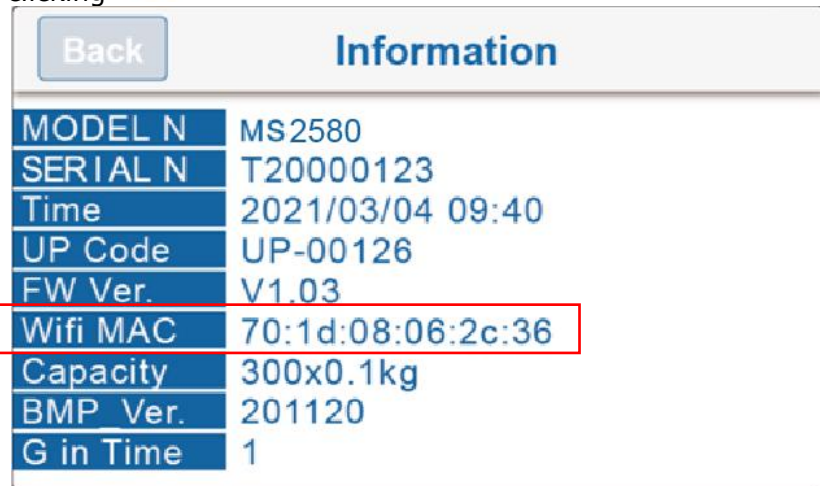 clicking
Back Information
MODEL N MS2580
SERIAL N T20000123
Time 2021/03/04 09:40
UP Code UP-00126
FW Ver. V1.03
Wifi MAC 70:1d:08:06:2c:36
Capacity 300x0.1kg
BMP_Ver. 201120
G in Time 1